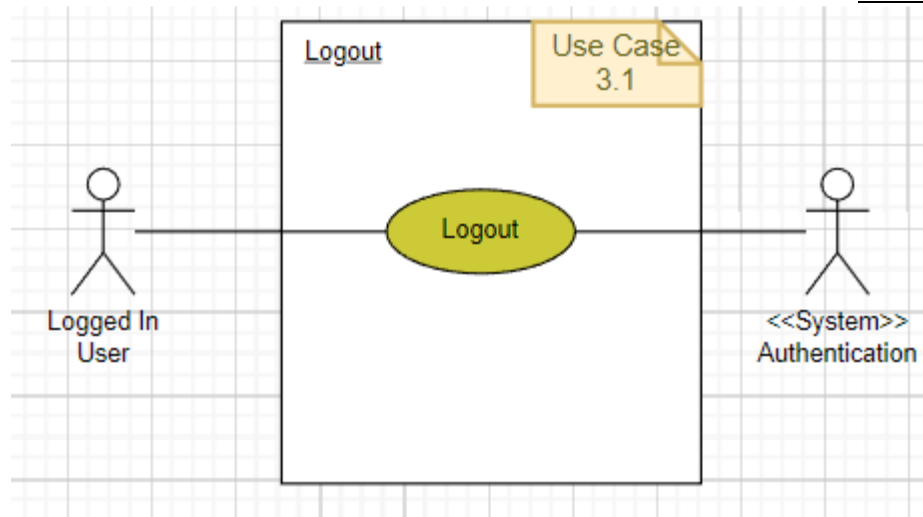 Logout
Use Case
3.1
Logout
Logged In
User
<<System>>
Authentication